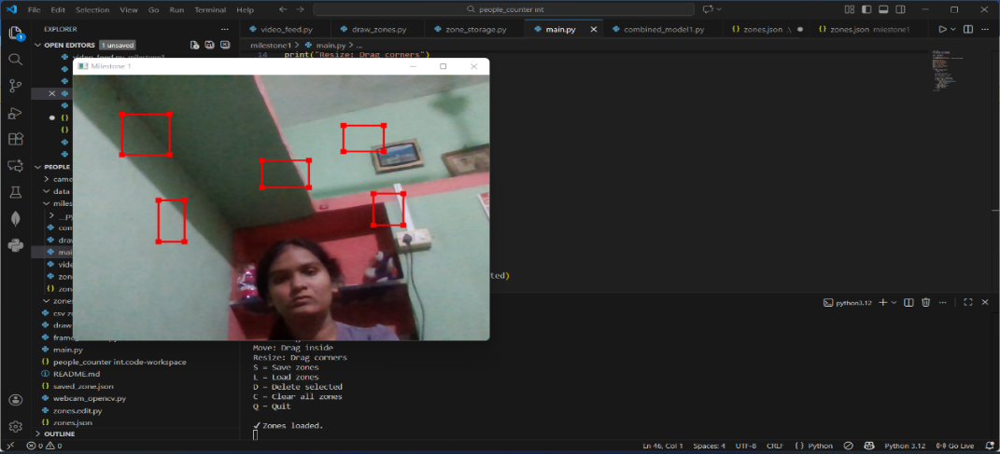 File Edit Selection View Go Run Terminal Help
people_counter int
EXPLORER
video_feed.py
draw_zones.py
zone_storage.py
main.py
combined_model1.py
zones.json .\
zones.json milestone1
OPEN EDITORS 1 unsaved
milestone1 > main.py > ...
video_feed.py milestone1
14 print("Resize: Drag corners")
Milestone 1
PEOPLE
came
data
miles
__py
com
draw
main
vide
zon
zone
zones
csv zo
draw
frame
main.py
people_counter int.code-workspace
README.md
saved_zone.json
webcam_opencv.py
zones.edit.py
zones.json
OUTLINE
ted)
python3.12
Move: Drag inside
Resize: Drag corners
S = Save zones
L = Load zones
D = Delete selected
C = Clear all zones
Q = Quit
✓ Zones loaded.
0 0
Ln 46, Col 1 Spaces: 4 UTF-8 CRLF { } Python Python 3.12 Go Live